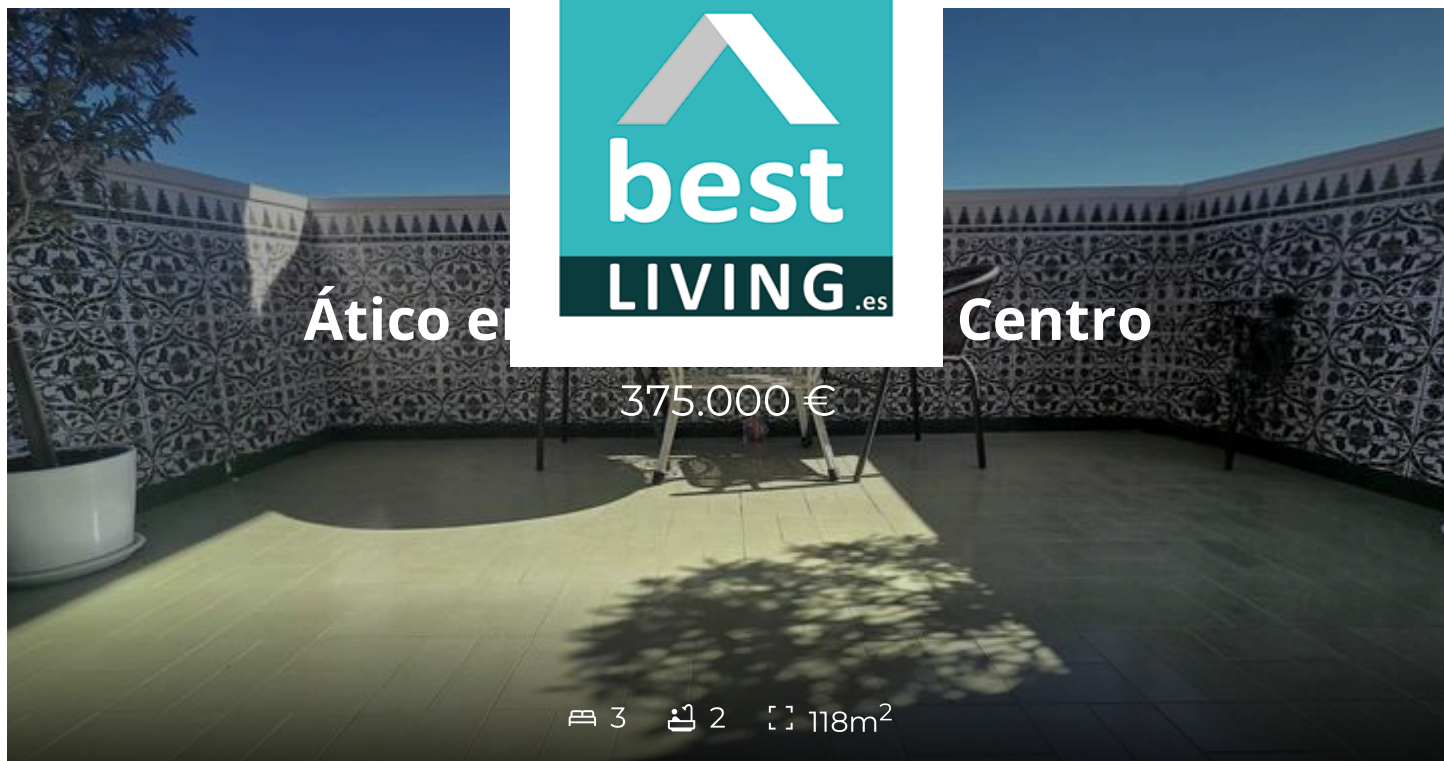 best
LIVING.es
Ático en Centro
375.000 €
3 2 118m²